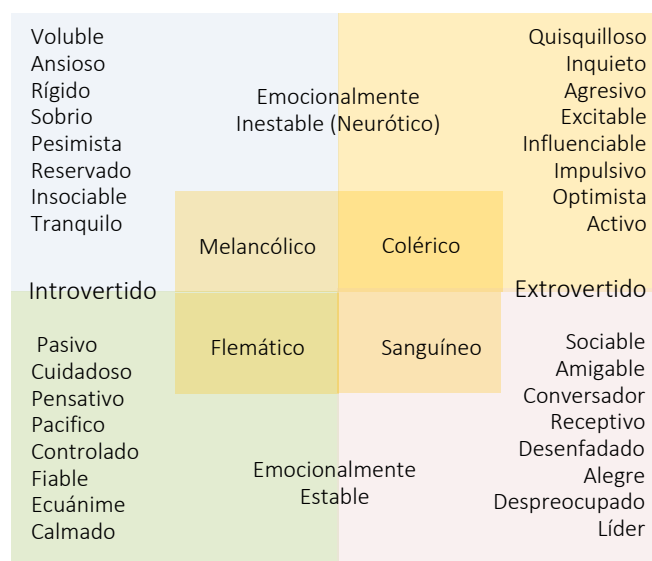 Voluble
Ansioso
Rígido
Sobrio
Pesimista
Reservado
Insociable
Tranquilo
Emocionalmente
Inestable (Neurótico)
Quisquilloso
Inquieto
Agresivo
Excitable
Influenciable
Impulsivo
Optimista
Activo
Melancólico
Colérico
Introvertido
Extrovertido
Flemático
Sanguíneo
Pasivo
Cuidadoso
Pensativo
Pacifico
Controlado
Fiable
Ecuánime
Calmado
Emocionalmente
Estable
Sociable
Amigable
Conversador
Receptivo
Desenfadado
Alegre
Despreocupado
Líder